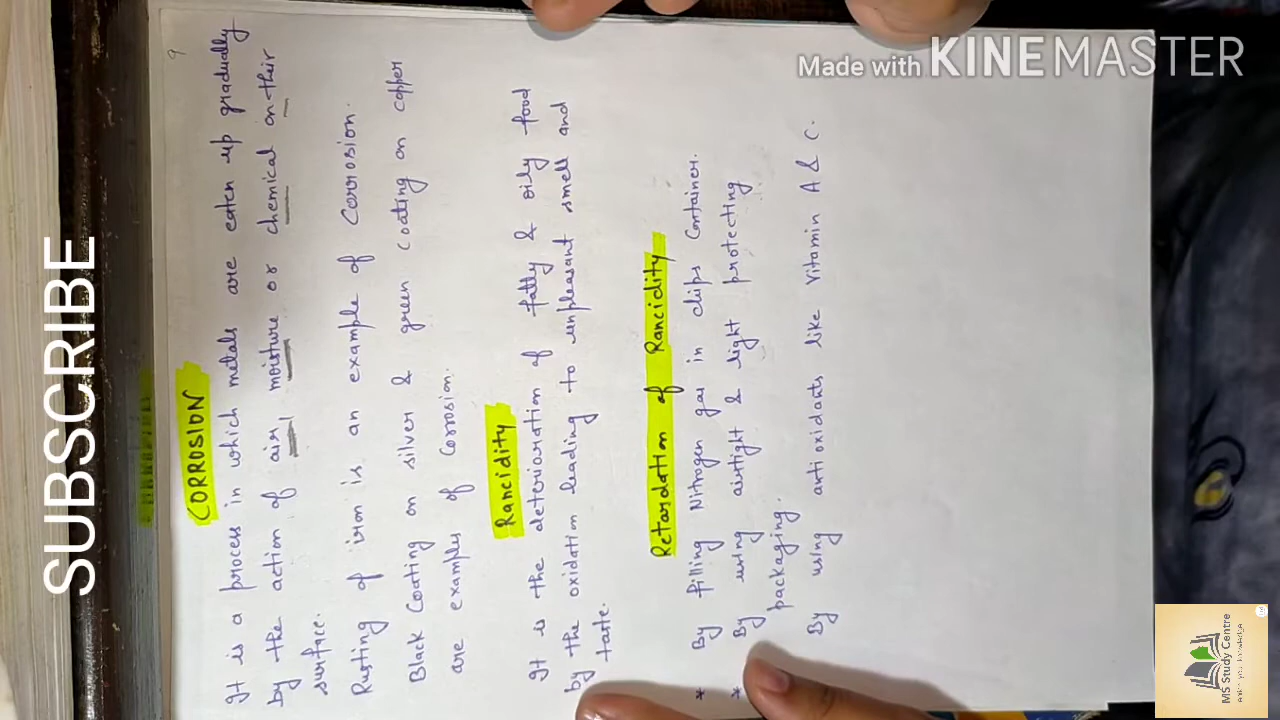 Made with KINEMASTER
SUBSCRIBE
9
CORROSION
It is a process in which metals are eaten up gradually
by the action of air moisture or chemical on their
surface.
Rusting of iron is an example of Corrosion.
Black Coating on silver & green coating on copper
are examples of Corrosion.
Rancidity
It is the deterioration of fatty & oily food
by the oxidation leading to unpleasant smell and
taste.
Retardation of Rancidity
* By filling Nitrogen gas in chips Container.
* By using airtight & light protecting
packaging.
By using antioxidants like Vitamin A & C.
MS Study Centre